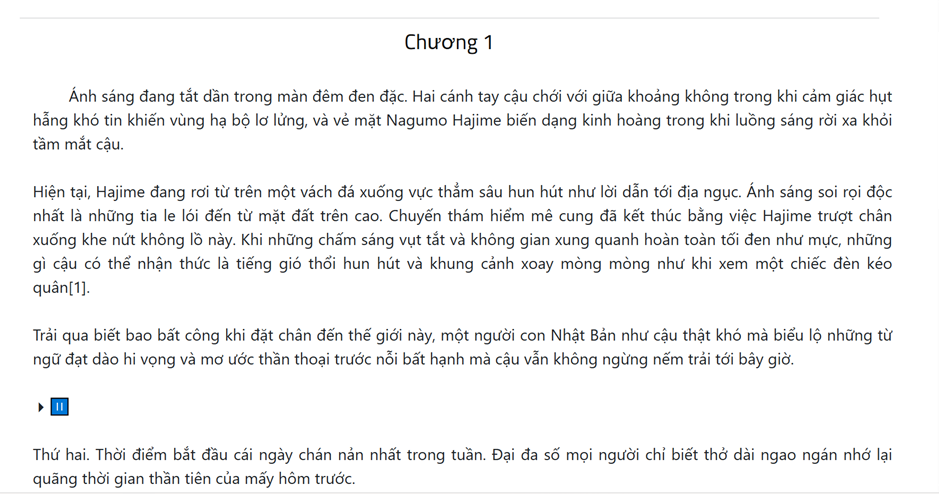 Chương 1
Ánh sáng đang tắt dần trong màn đêm đen đặc. Hai cánh tay cậu chới với giữa khoảng không trong khi cảm giác hụt
hẫng khó tin khiến vùng hạ bộ lơ lửng, và vẻ mặt Nagumo Hajime biến dạng kinh hoàng trong khi luồng sáng rời xa khỏi
tầm mắt cậu.
Hiện tại, Hajime đang rơi từ trên một vách đá xuống vực thẳm sâu hun hút như lời dẫn tới địa ngục. Ánh sáng soi rọi độc
nhất là những tia le lói đến từ mặt đất trên cao. Chuyến thám hiểm mê cung đã kết thúc bằng việc Hajime trượt chân
xuống khe nứt khổng lồ này. Khi những chấm sáng vụt tắt và không gian xung quanh hoàn toàn tối đen như mực, những
gì cậu có thể nhận thức là tiếng gió thổi hun hút và khung cảnh xoay mòng mòng như khi xem một chiếc đèn kéo
quân[1].
Trải qua biết bao bất công khi đặt chân đến thế giới này, một người con Nhật Bản như cậu thật khó mà biểu lộ những từ
ngữ đạt dào hi vọng và mơ ước thần thoại trước nỗi bất hạnh mà cậu vẫn không ngừng nếm trải tới bây giờ.
Thứ hai. Thời điểm bắt đầu cái ngày chán nản nhất trong tuần. Đại đa số mọi người chỉ biết thở dài ngao ngán nhớ lại
quãng thời gian thần tiên của mấy hôm trước.